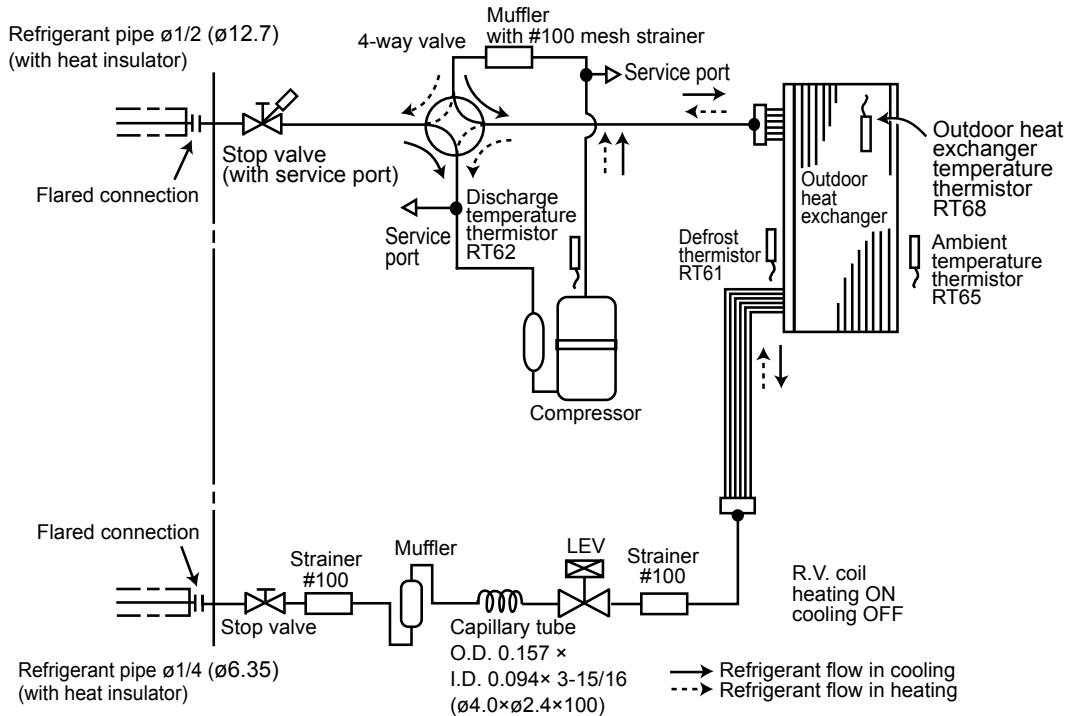 Refrigerant pipe ø1/2 (ø12.7)
(with heat insulator)
Muffler
with #100 mesh strainer
4-way valve
Service port
Flared connection
Stop valve
(with service port)
Outdoor heat
exchanger
temperature
thermistor
RT68
Outdoor
heat
exchanger
Discharge
temperature
thermistor
RT62
Service
port
Defrost
thermistor
RT61
Ambient
temperature
thermistor
RT65
Compressor
Flared connection
Strainer
#100
Muffler
LEV
Strainer
#100
Stop valve
Capillary tube
O.D. 0.157 ×
I.D. 0.094× 3-15/16
(ø4.0×ø2.4×100)
R.V. coil
heating ON
cooling OFF
Refrigerant pipe ø1/4 (ø6.35)
(with heat insulator)
Refrigerant flow in cooling
Refrigerant flow in heating